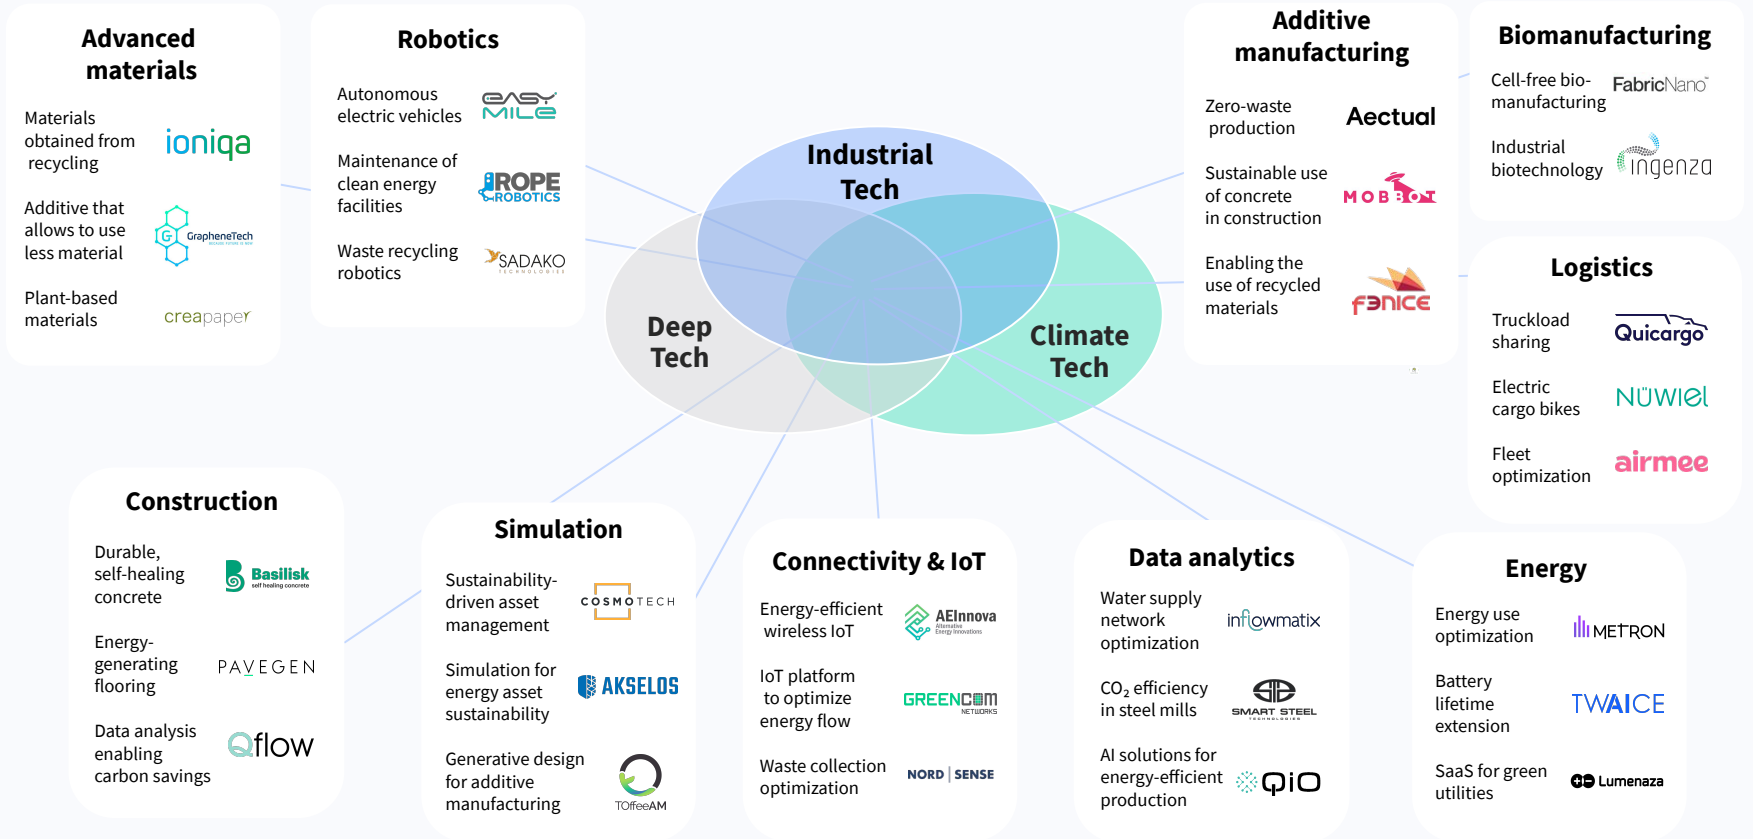 Advanced
materials
Materials
obtained from
recycling
ioniqa
Additive that
allows to use
less material
G
GrapheneTech
Plant-based
materials
creapaper
Robotics
Autonomous
electric vehicles
EASY
MILE
Maintenance of
clean energy
facilities
ROPE
ROBOTICS
Waste recycling
robotics
SADAKO
TECHNOLOGIES
Industrial
Tech
Deep
Tech
Climate
Tech
Additive
manufacturing
Zero-waste
production
Aectual
Sustainable use
of concrete
in construction
MOBBOT
Enabling the
use of recycled
materials
f3nice
Biomanufacturing
Cell-free bio-
manufacturing
FabricNano™
Industrial
biotechnology
ingenza
Logistics
Truckload
sharing
Quicargo
Electric
cargo bikes
NÜWIEL
Fleet
optimization
airmee
Construction
Durable,
self-healing
concrete
Basilisk
self healing concrete
Energy-
generating
flooring
PAVEGEN
Data analysis
enabling
carbon savings
Qflow
Simulation
Sustainability-
driven asset
management
COSMOTECH
Simulation for
energy asset
sustainability
AKSELOS
Generative design
for additive
manufacturing
TOffeeAM
Connectivity & IoT
Energy-efficient
wireless IoT
AEInnova
Alternative
Energy Innovations
IoT platform
to optimize
energy flow
GREENCOM
NETWORKS
Waste collection
optimization
NORD | SENSE
Data analytics
Water supply
network
optimization
inflowmatix
CO₂ efficiency
in steel mills
SMART STEEL
TECHNOLOGIES
AI solutions for
energy-efficient
production
QiO
Energy
Energy use
optimization
METRON
Battery
lifetime
extension
TWAICE
SaaS for green
utilities
Lumenaza